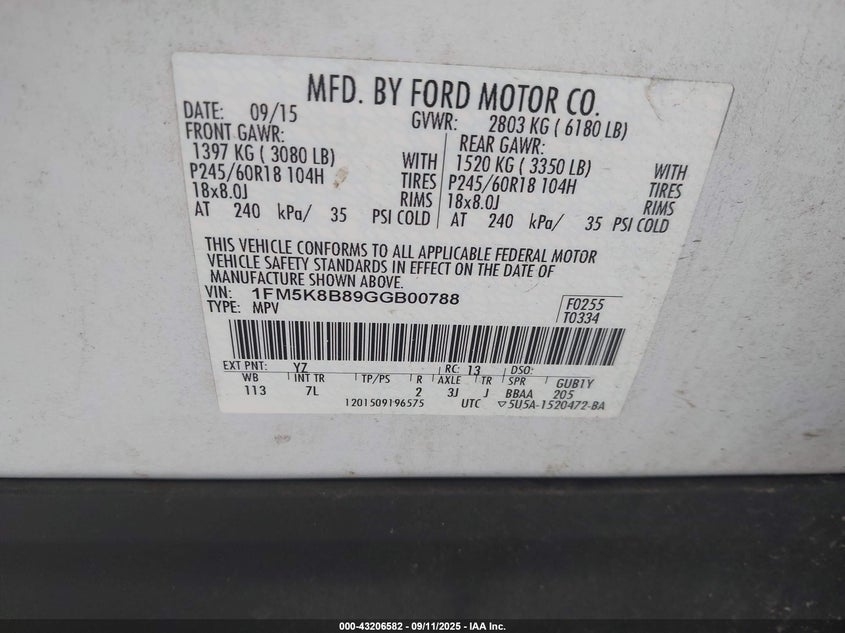 MFD. BY FORD MOTOR CO.
DATE: 09/15 GVWR: 2803 KG ( 6180 LB)
FRONT GAWR: REAR GAWR:
1397 KG ( 3080 LB) WITH 1520 KG ( 3350 LB) WITH
P245/60R18 104H TIRES P245/60R18 104H TIRES
18x8.0J RIMS 18x8.0J RIMS
AT 240 kPa/ 35 PSI COLD AT 240 kPa/ 35 PSI COLD
THIS VEHICLE CONFORMS TO ALL APPLICABLE FEDERAL MOTOR
VEHICLE SAFETY STANDARDS IN EFFECT ON THE DATE OF
MANUFACTURE SHOWN ABOVE.
VIN: 1FM5K8B89GGB00788 F0255
TYPE: MPV T0334
EXT PNT: YZ RC: 13 DSO:
WB INT TR TP/PS R AXLE TR SPR GUB1Y
113 7L 2 3J J BBAA 205
1201509196575 UTC ▽5U5A-1520472-BA
000-43206582 - 09/11/2025 - IAA Inc.